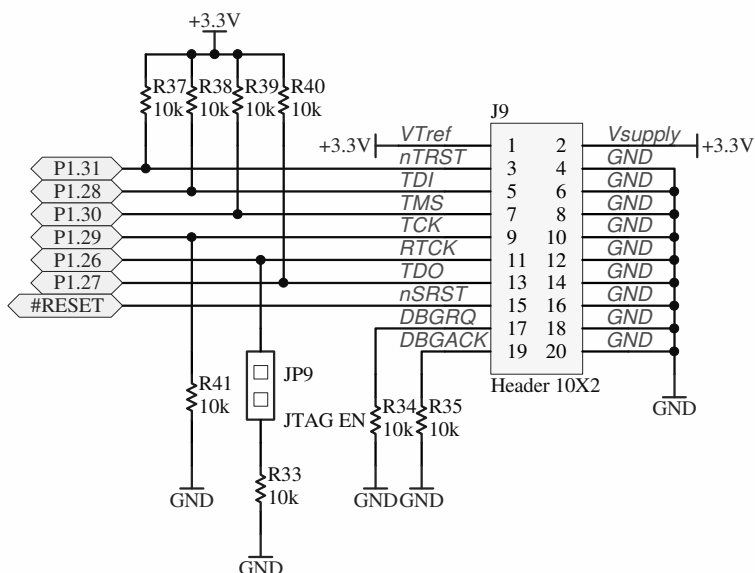 +3.3V
R37 R38 R39 R40
10k 10k 10k 10k
J9
+3.3V VTref 1 2 Vsupply +3.3V
P1.31 nTRST 3 4 GND
P1.28 TDI 5 6 GND
P1.30 TMS 7 8 GND
P1.29 TCK 9 10 GND
P1.26 RTCK 11 12 GND
P1.27 TDO 13 14 GND
#RESET nSRST 15 16 GND
DBGRQ 17 18 GND
DBGACK 19 20 GND
Header 10X2
JP9
JTAG EN
R41
10k
R34 R35
10k 10k
GND
R33
10k
GND
GND GND
GND